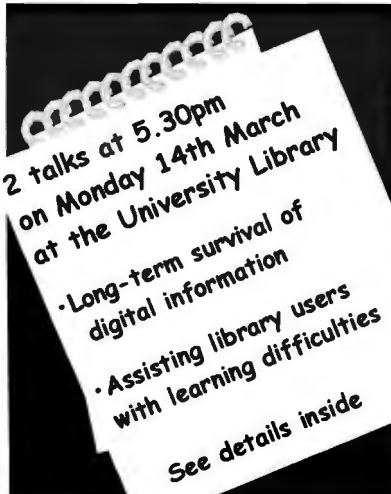 2 talks at 5.30pm
on Monday 14th March
at the University Library
·Long-term survival of
digital information
·Assisting library users
with learning difficulties
See details inside